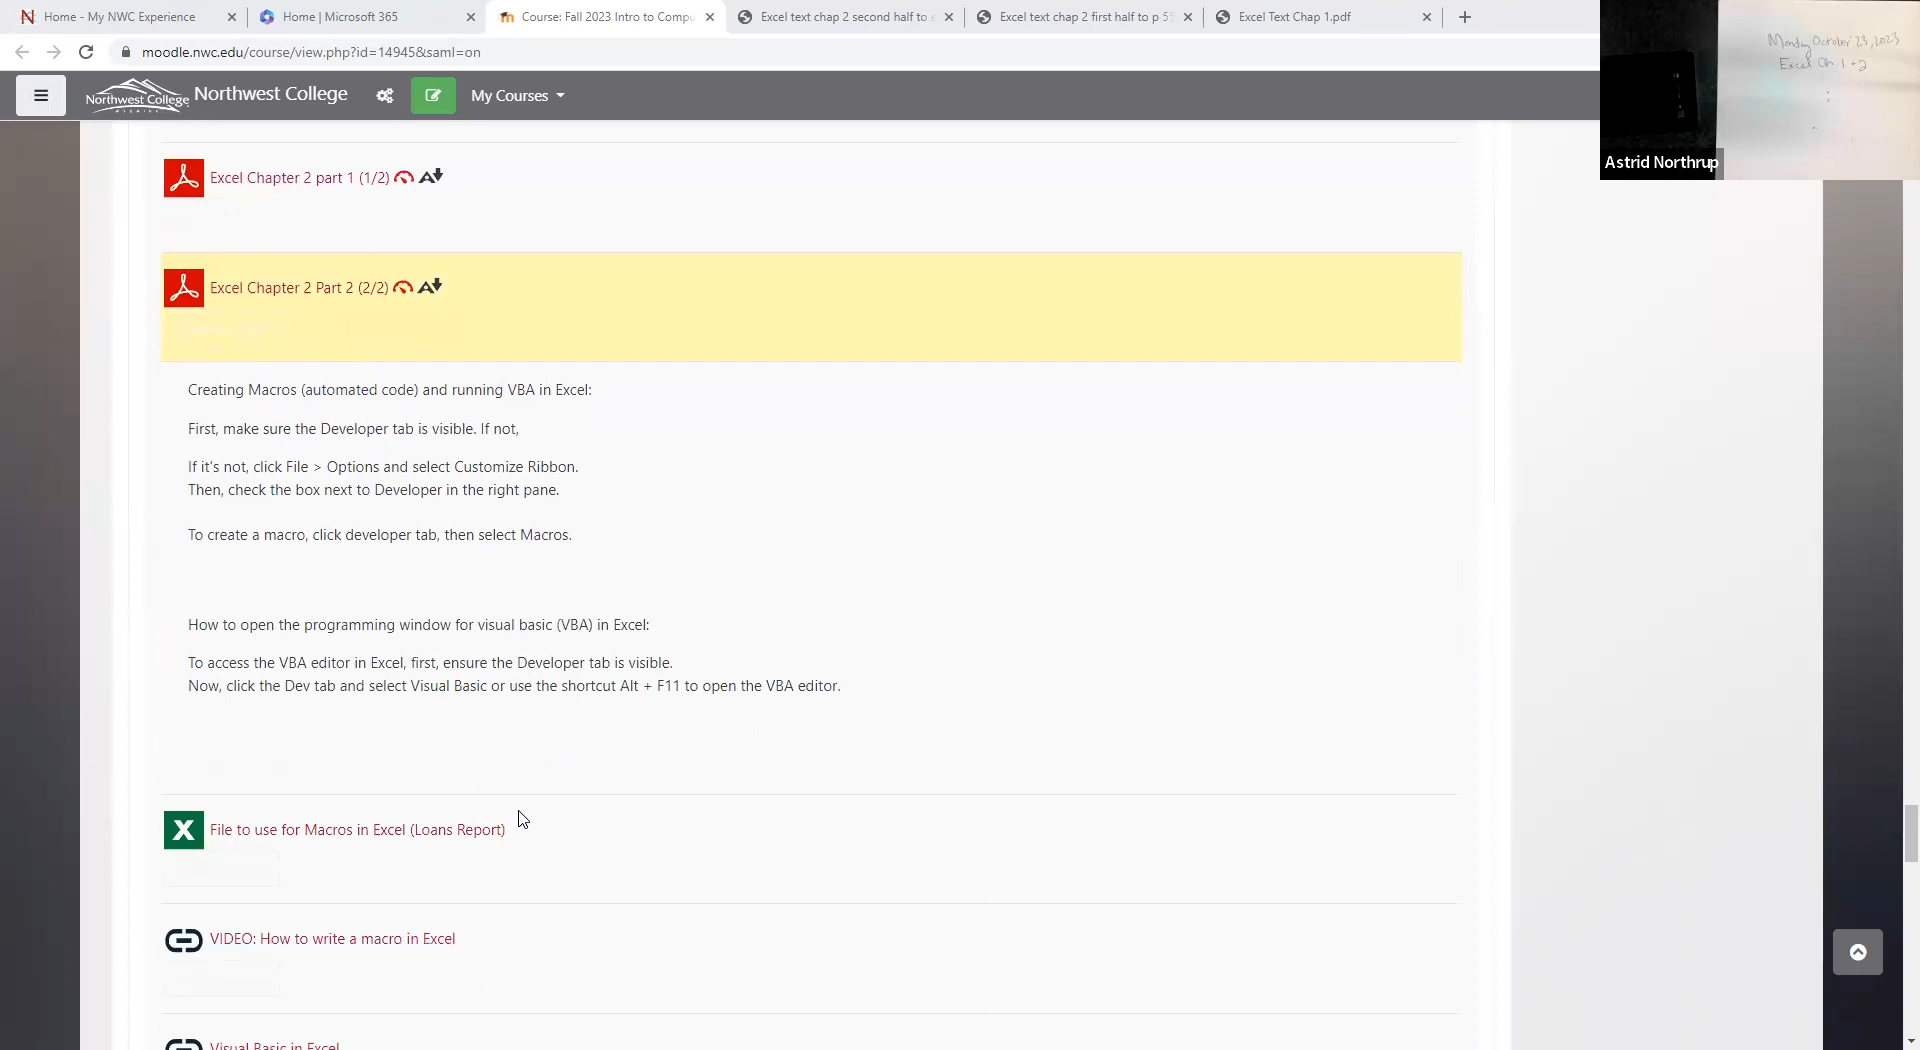 Home - My NWC Experience
Home | Microsoft 365
Course: Fall 2023 Intro to Compu
Excel text chap 2 second half to e
Excel text chap 2 first half to p 55
Excel Text Chap 1.pdf
moodle.nwc.edu/course/view.php?id=14945&saml=on
Northwest College
Northwest College
My Courses
Monday October 23, 2023
Excel Ch 1 + 2
Astrid Northrup
Excel Chapter 2 part 1 (1/2)
Excel Chapter 2 Part 2 (2/2)
Creating Macros (automated code) and running VBA in Excel:
First, make sure the Developer tab is visible. If not,
If it's not, click File > Options and select Customize Ribbon.
Then, check the box next to Developer in the right pane.
To create a macro, click developer tab, then select Macros.
How to open the programming window for visual basic (VBA) in Excel:
To access the VBA editor in Excel, first, ensure the Developer tab is visible.
Now, click the Dev tab and select Visual Basic or use the shortcut Alt + F11 to open the VBA editor.
File to use for Macros in Excel (Loans Report)
VIDEO: How to write a macro in Excel
Visual Basic in Excel